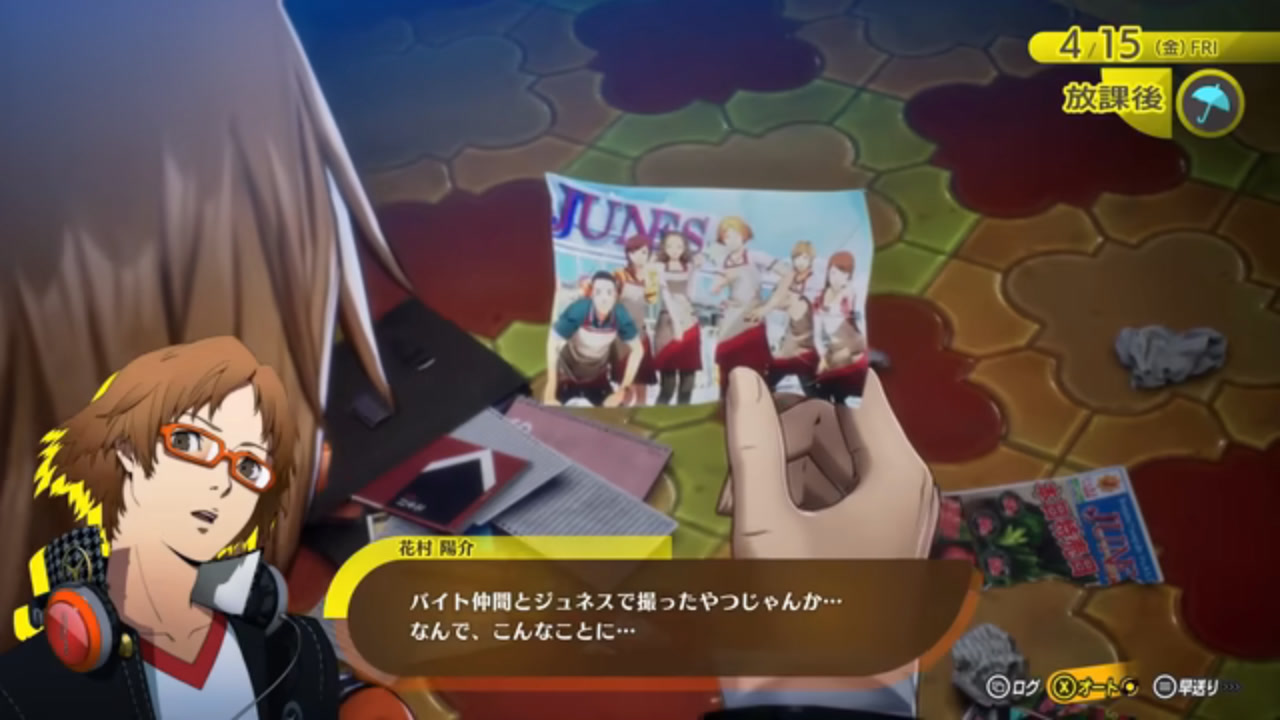 4/15 (金) FRI
放課後
JUNES
花村 陽介
バイト仲間とジュネスで撮ったやつじゃんか…
なんで、こんなことに…
ログ
X オート
早送り